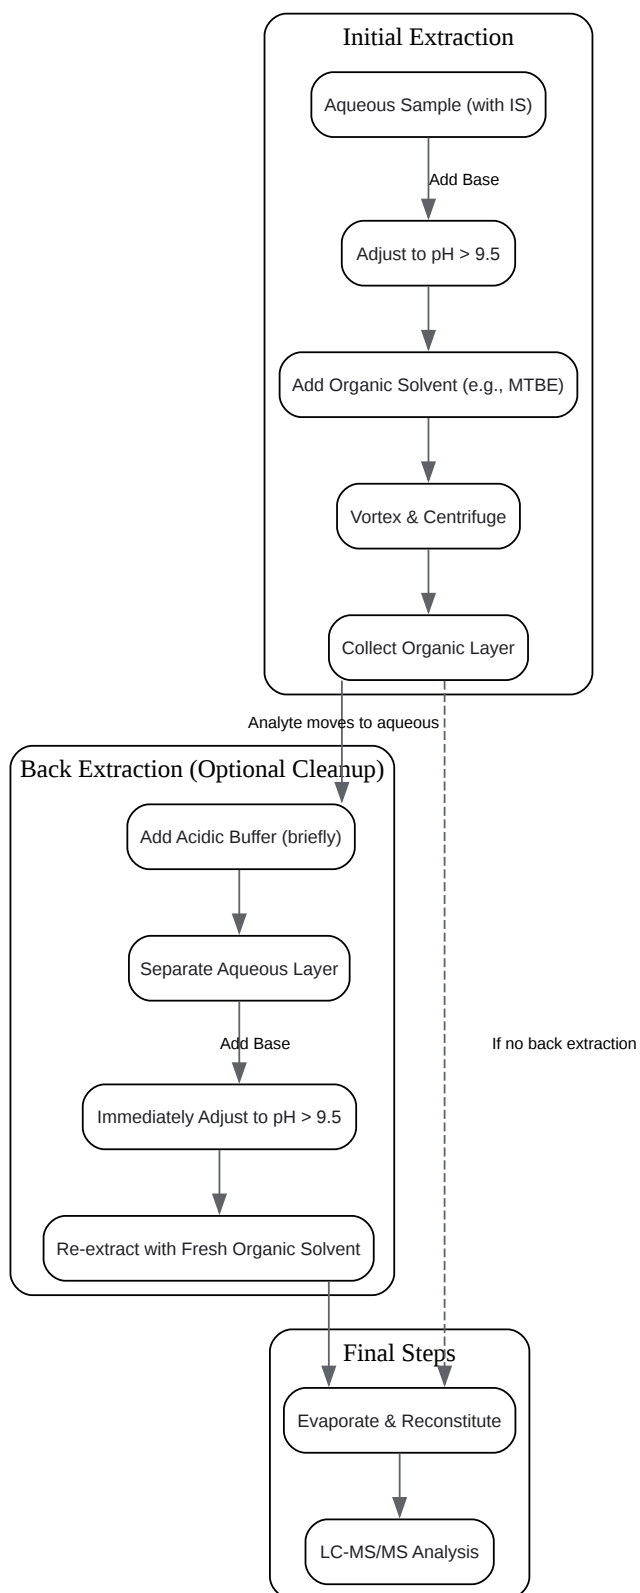 Initial Extraction
Aqueous Sample (with IS)
Add Base
Adjust to pH > 9.5
Add Organic Solvent (e.g., MTBE)
Vortex & Centrifuge
Collect Organic Layer
Analyte moves to aqueous
Back Extraction (Optional Cleanup)
Add Acidic Buffer (briefly)
Separate Aqueous Layer
Add Base
If no back extraction
Immediately Adjust to pH > 9.5
Re-extract with Fresh Organic Solvent
Final Steps
Evaporate & Reconstitute
LC-MS/MS Analysis